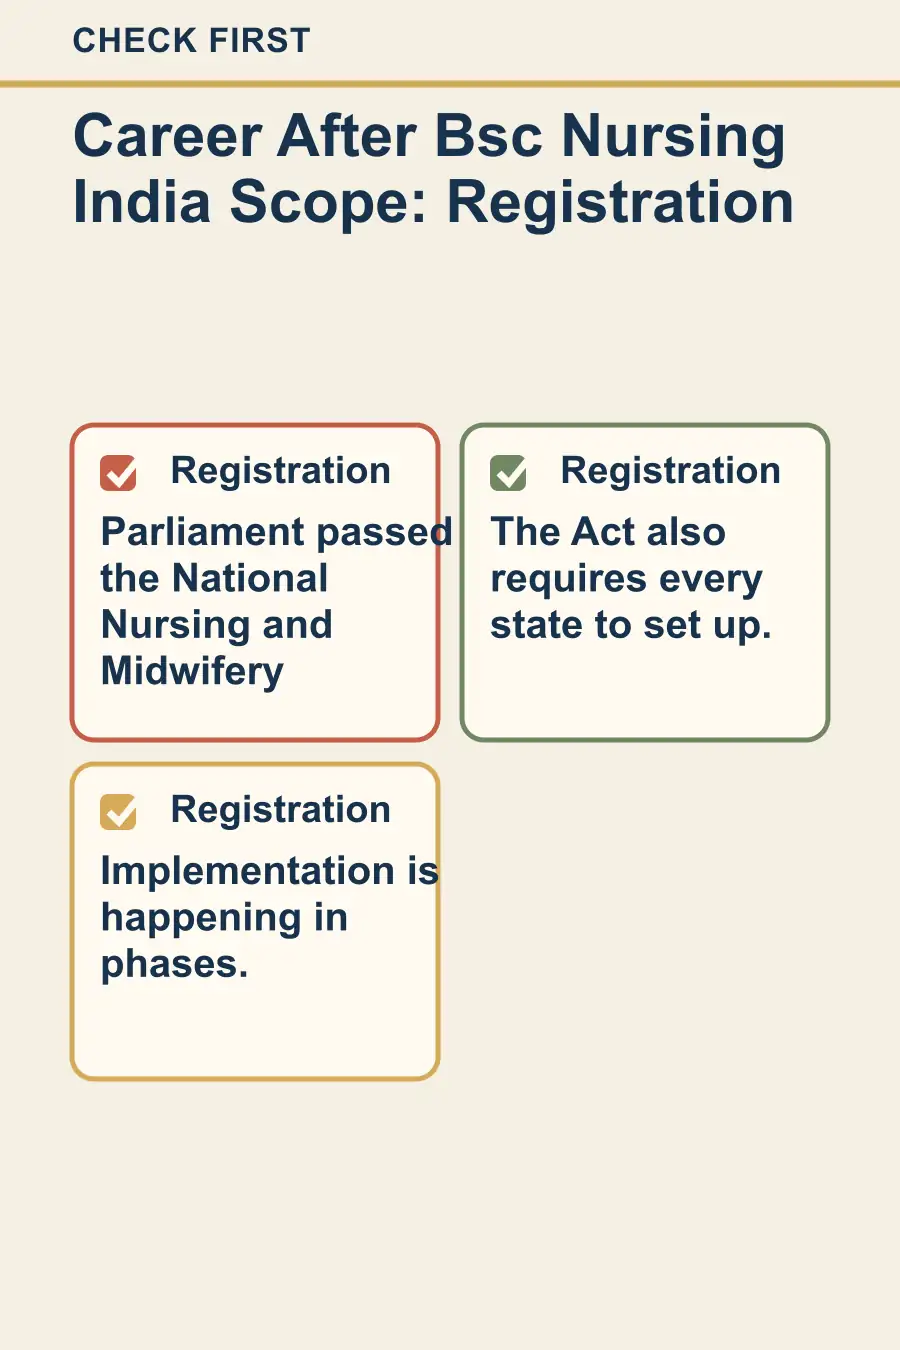 CHECK FIRST
Career After Bsc Nursing
India Scope: Registration
Registration
Parliament passed
the National
Nursing and
Midwifery
Registration
The Act also
requires every
state to set up.
Registration
Implementation is
happening in
phases.